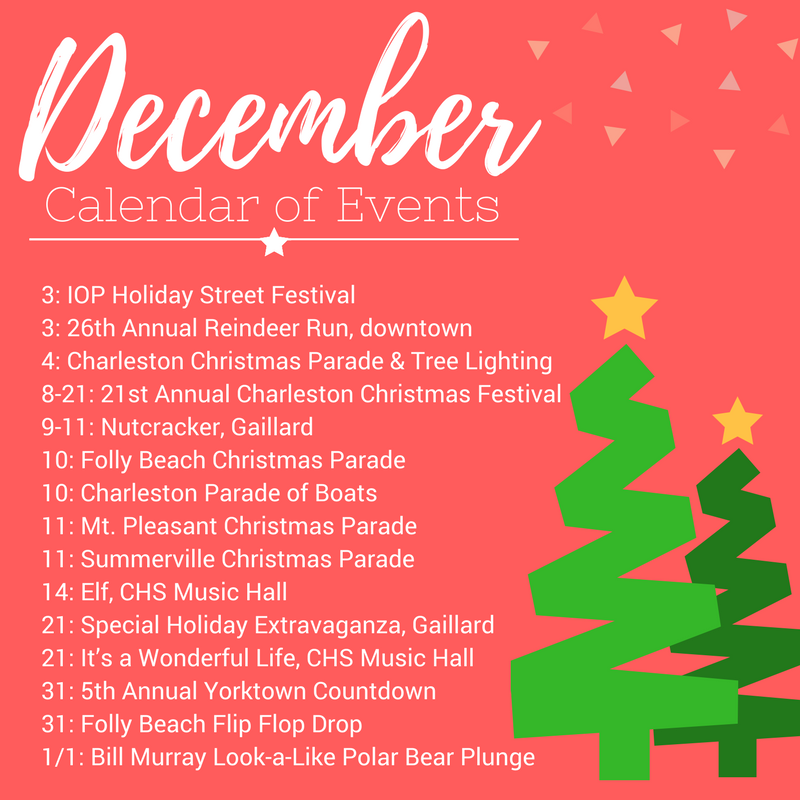 December
Calendar of Events
3: IOP Holiday Street Festival
3: 26th Annual Reindeer Run, downtown
4: Charleston Christmas Parade & Tree Lighting
8-21: 21st Annual Charleston Christmas Festival
9-11: Nutcracker, Gaillard
10: Folly Beach Christmas Parade
10: Charleston Parade of Boats
11: Mt. Pleasant Christmas Parade
11: Summerville Christmas Parade
14: Elf, CHS Music Hall
21: Special Holiday Extravaganza, Gaillard
21: It’s a Wonderful Life, CHS Music Hall
31: 5th Annual Yorktown Countdown
31: Folly Beach Flip Flop Drop
1/1: Bill Murray Look-a-Like Polar Bear Plunge